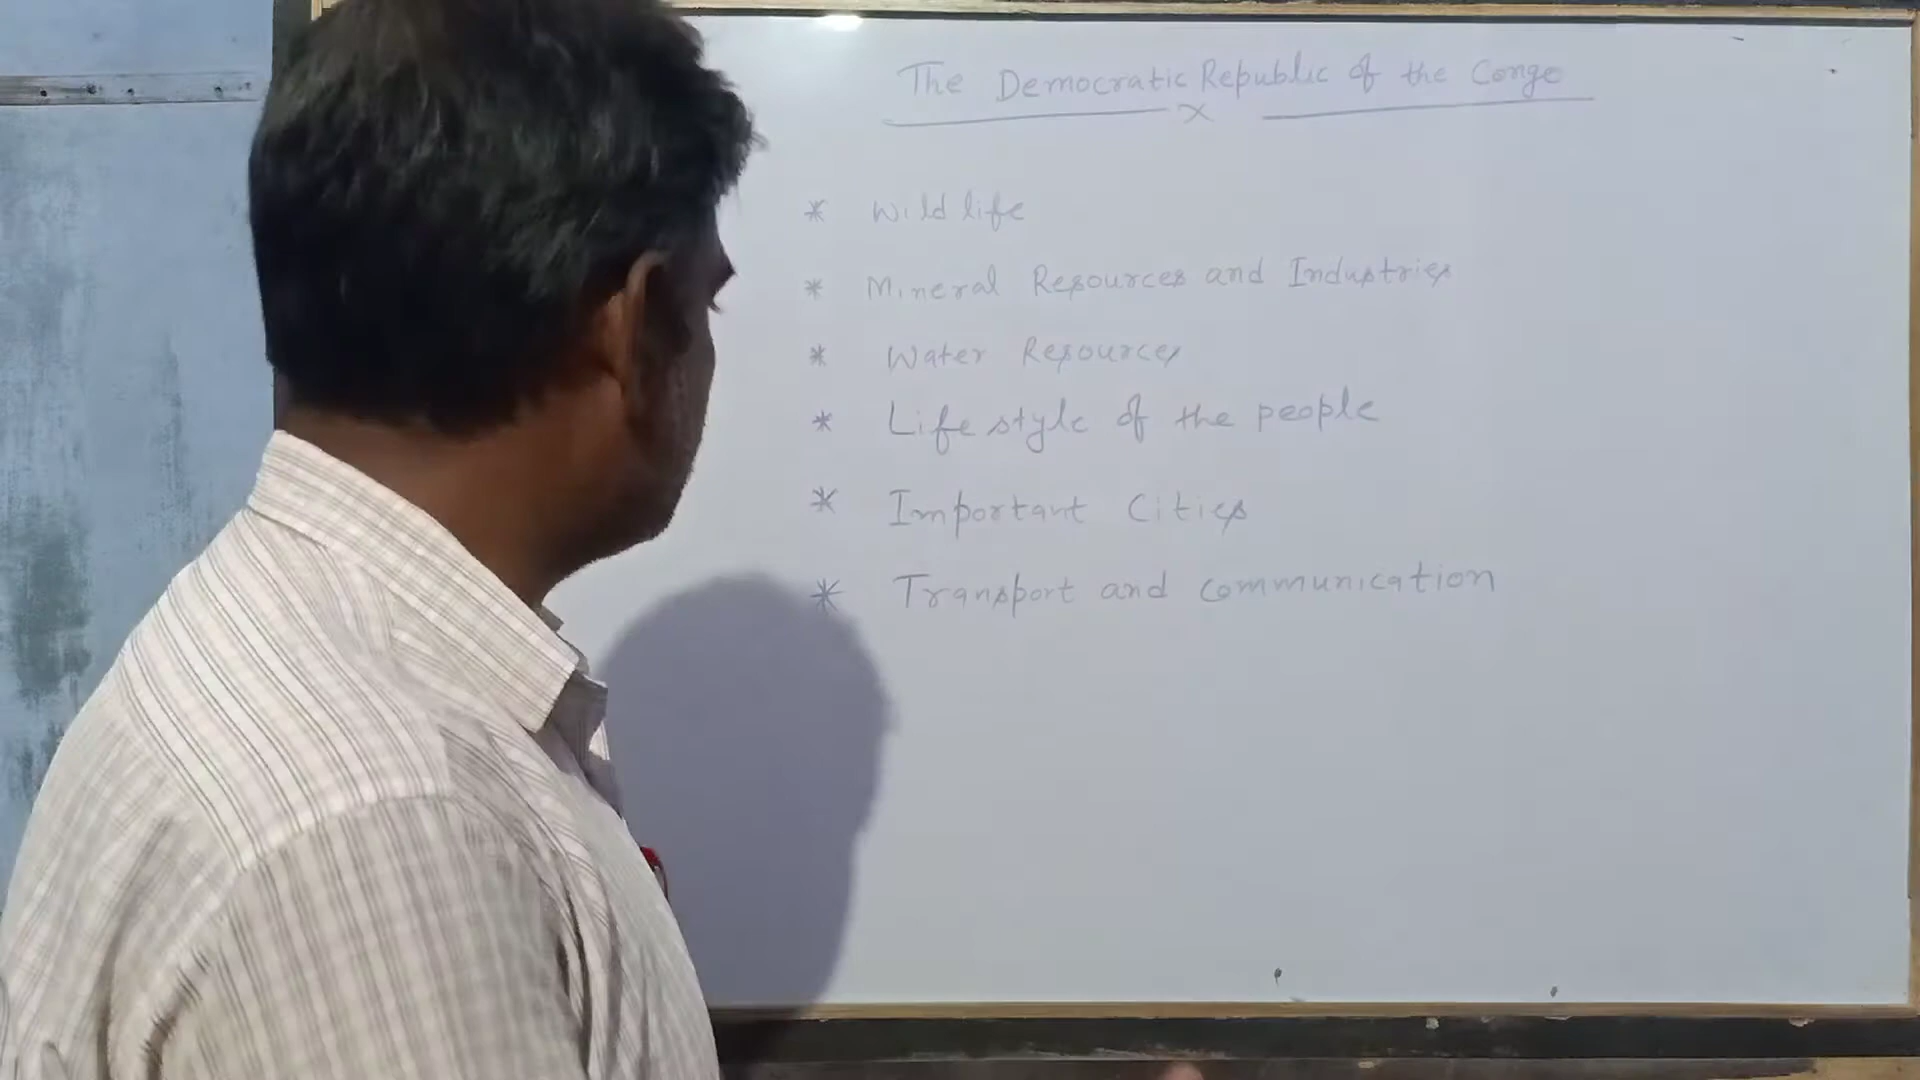 The Democratic Republic of the Congo
x
* Wild life
* Mineral Resources and Industries
* Water Resources
* Life style of the people
* Important Cities
* Transport and communication